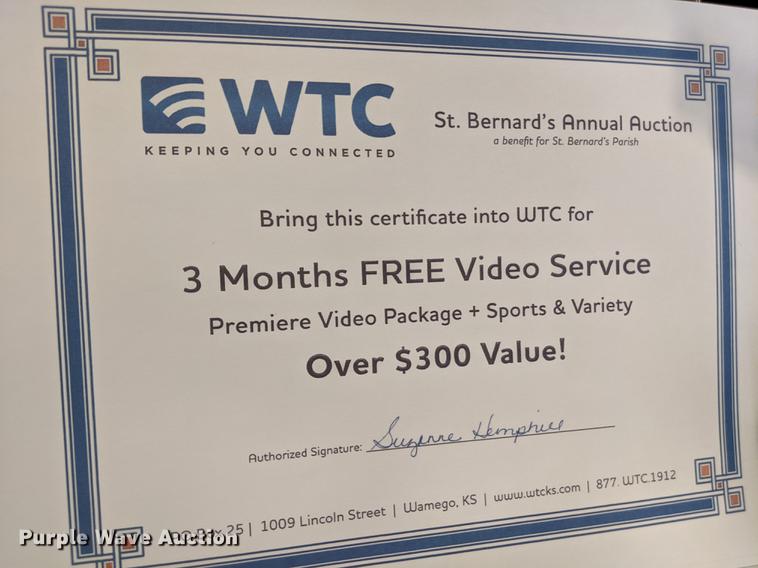 WTC
KEEPING YOU CONNECTED
St. Bernard's Annual Auction
a benefit for St. Bernard's Parish
Bring this certificate into WTC for
3 Months FREE Video Service
Premiere Video Package + Sports & Variety
Over $300 Value!
Authorized Signature: Suzanne Hemphill
25 | 1009 Lincoln Street | Wamego, KS | www.wtcks.com | 877.WTC.1912
Purple Wave Auction